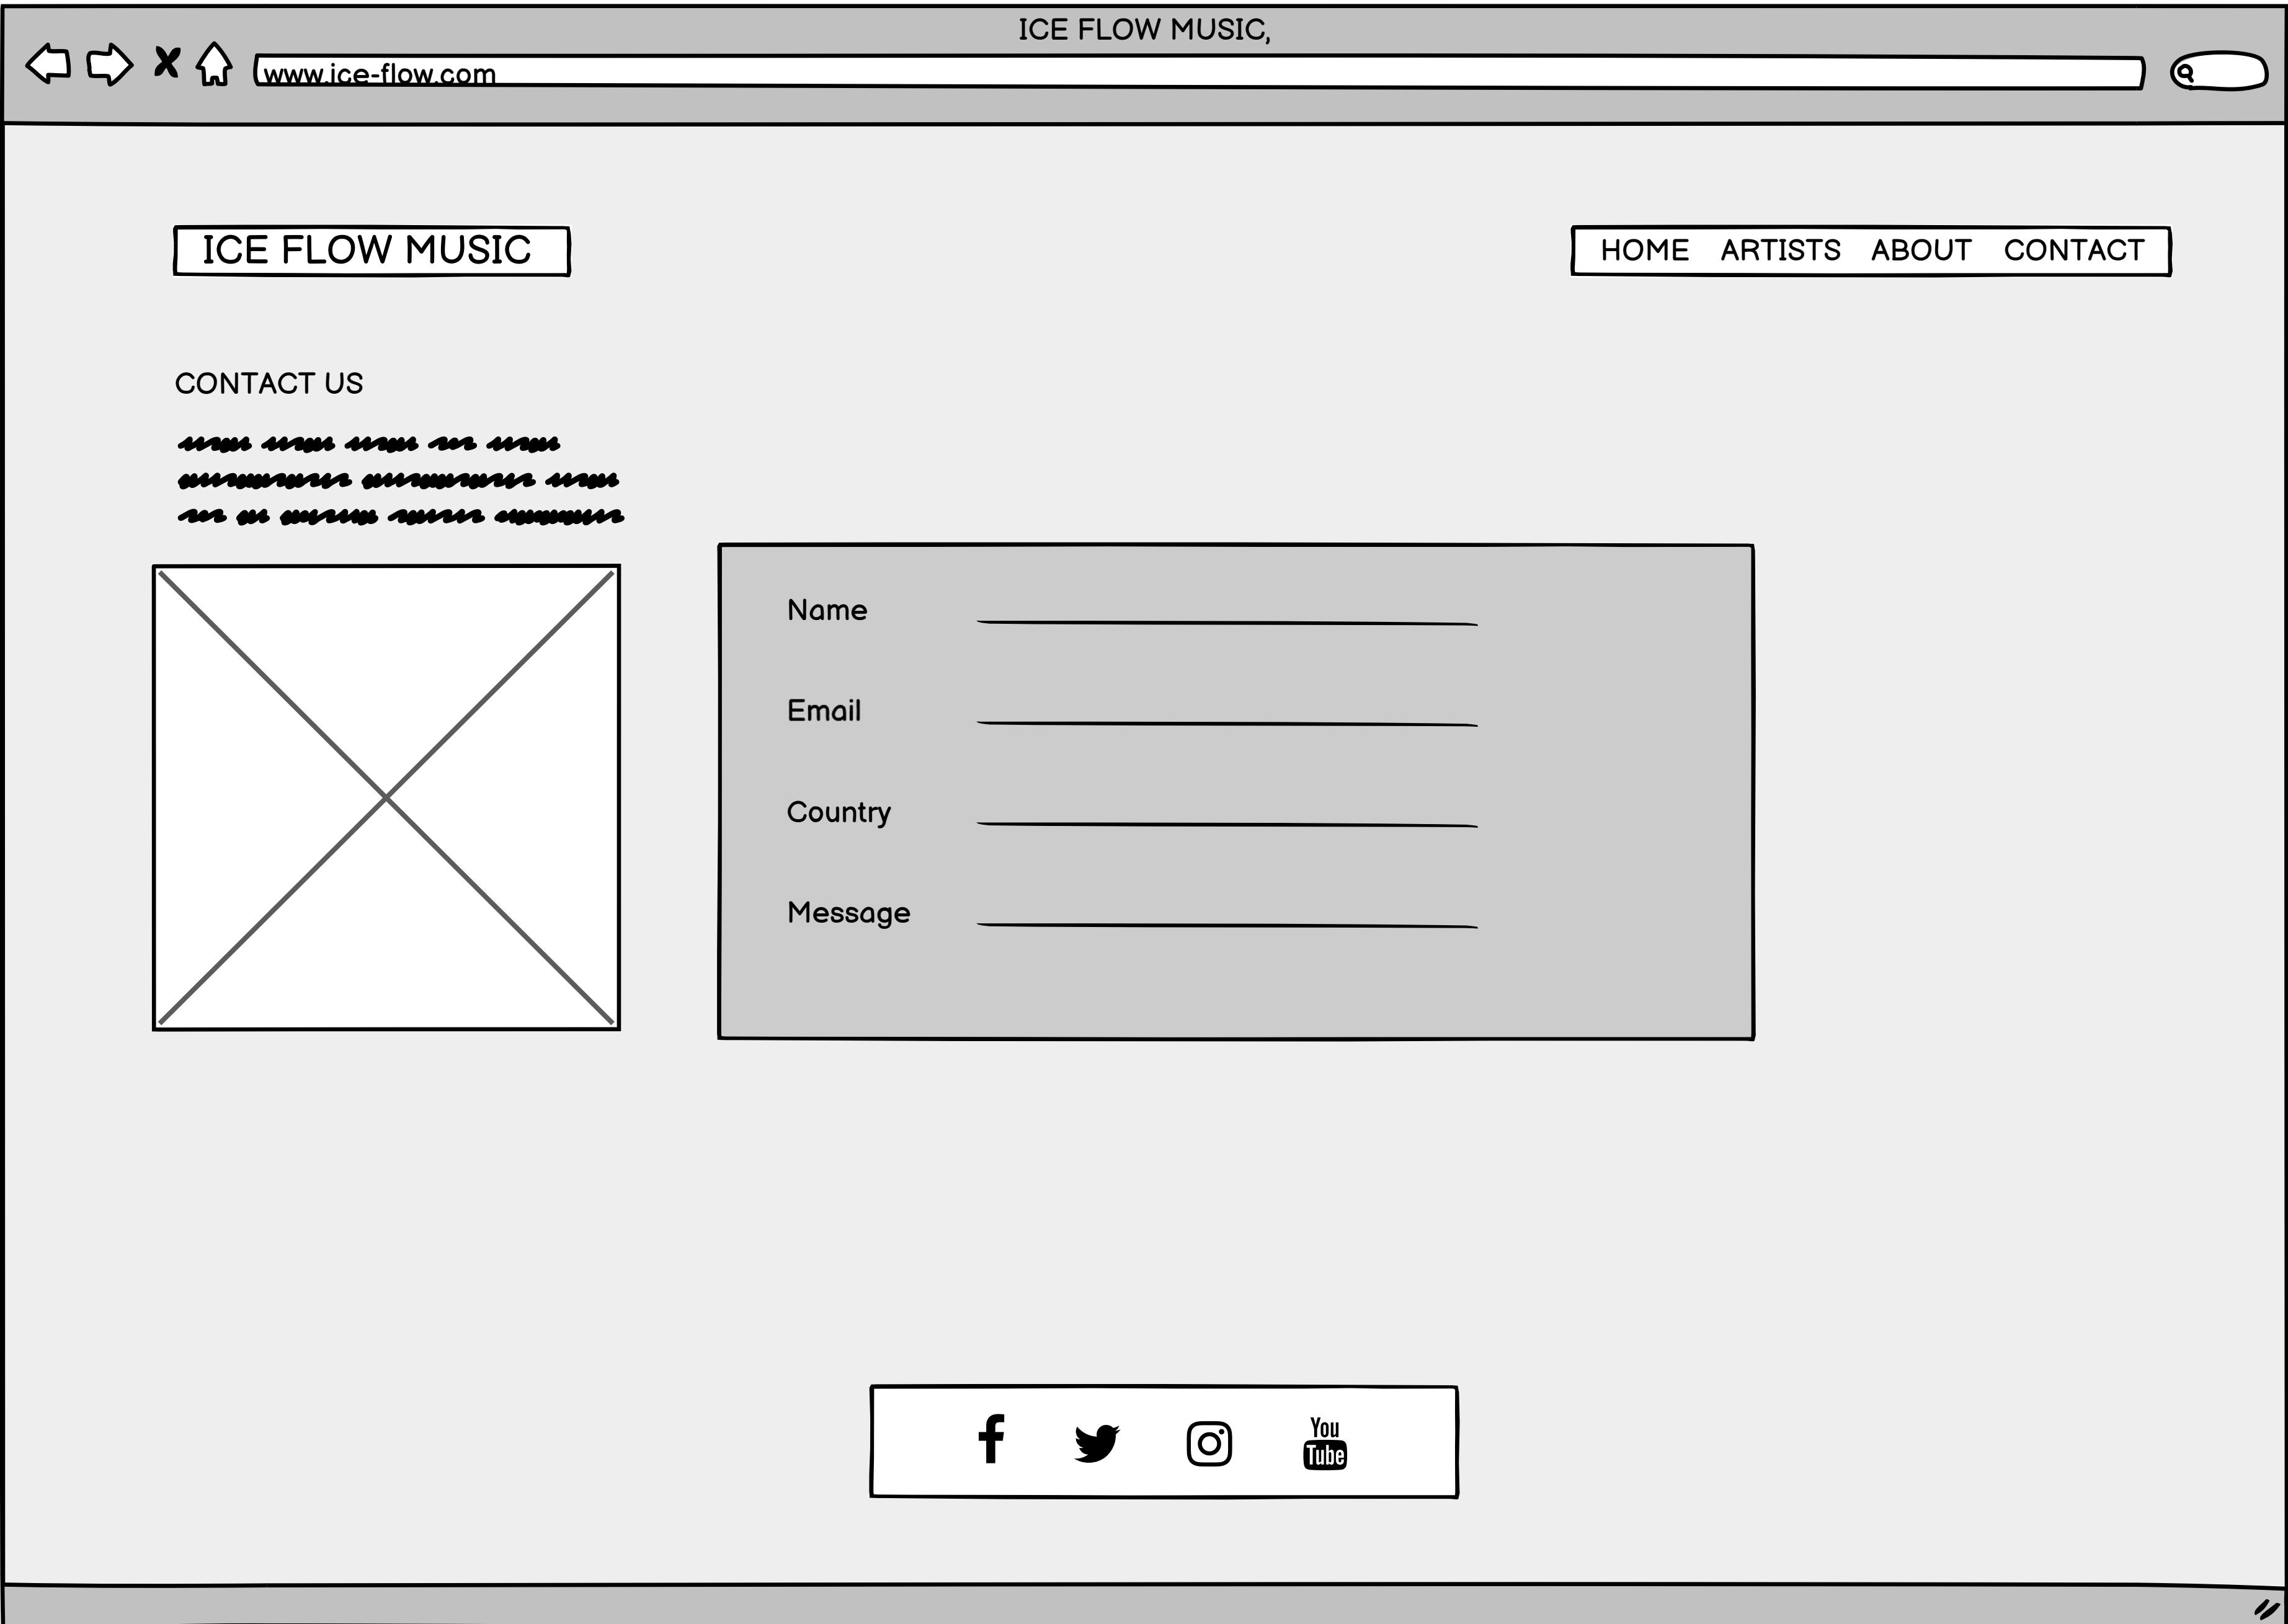 ICE FLOW MUSIC,
www.ice-flow.com
ICE FLOW MUSIC
HOME ARTISTS ABOUT CONTACT
CONTACT US
Name
Email
Country
Message
You
Tube